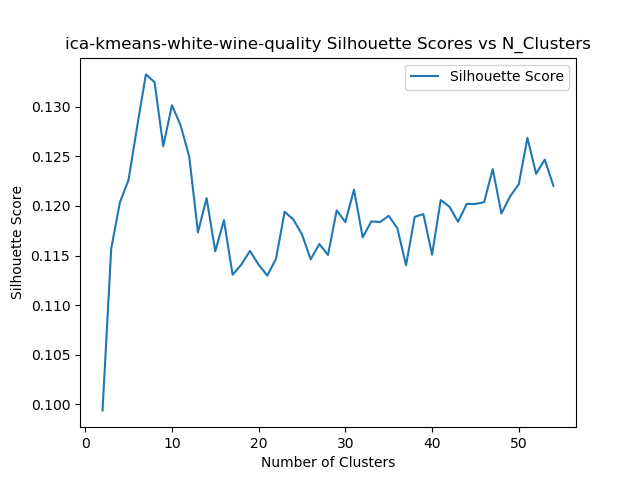 ica-kmeans-white-wine-quality Silhouette Scores vs N_Clusters
Silhouette Score
0.130
0.125
0.120
0.115
0.110
0.105
0.100
Silhouette Score
0 10 20 30 40 50
Number of Clusters